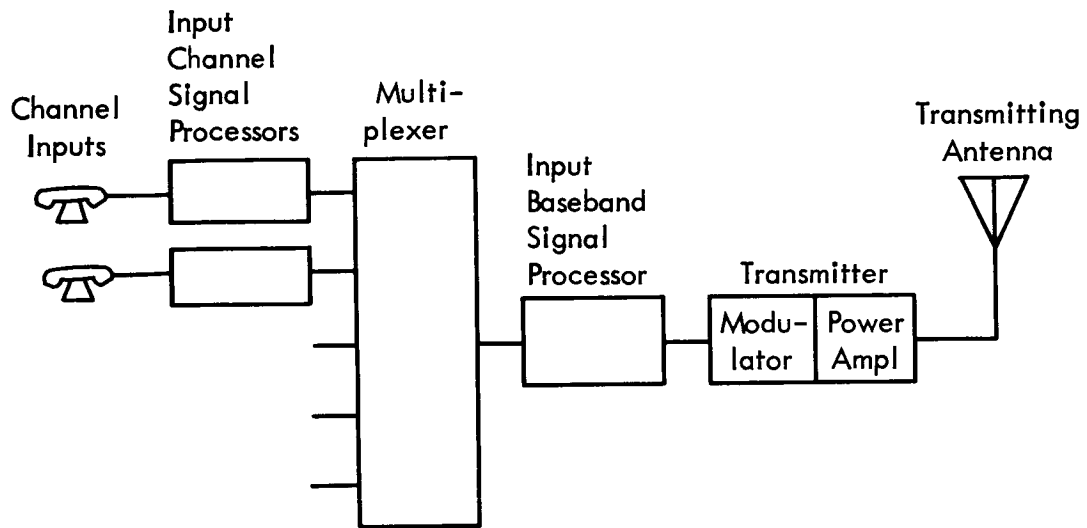 Input
Channel
Signal
Processors
Channel
Inputs
Multi-
plexer
Input
Baseband
Signal
Processor
Transmitter
Modu-
lator
Power
Ampl
Transmitting
Antenna